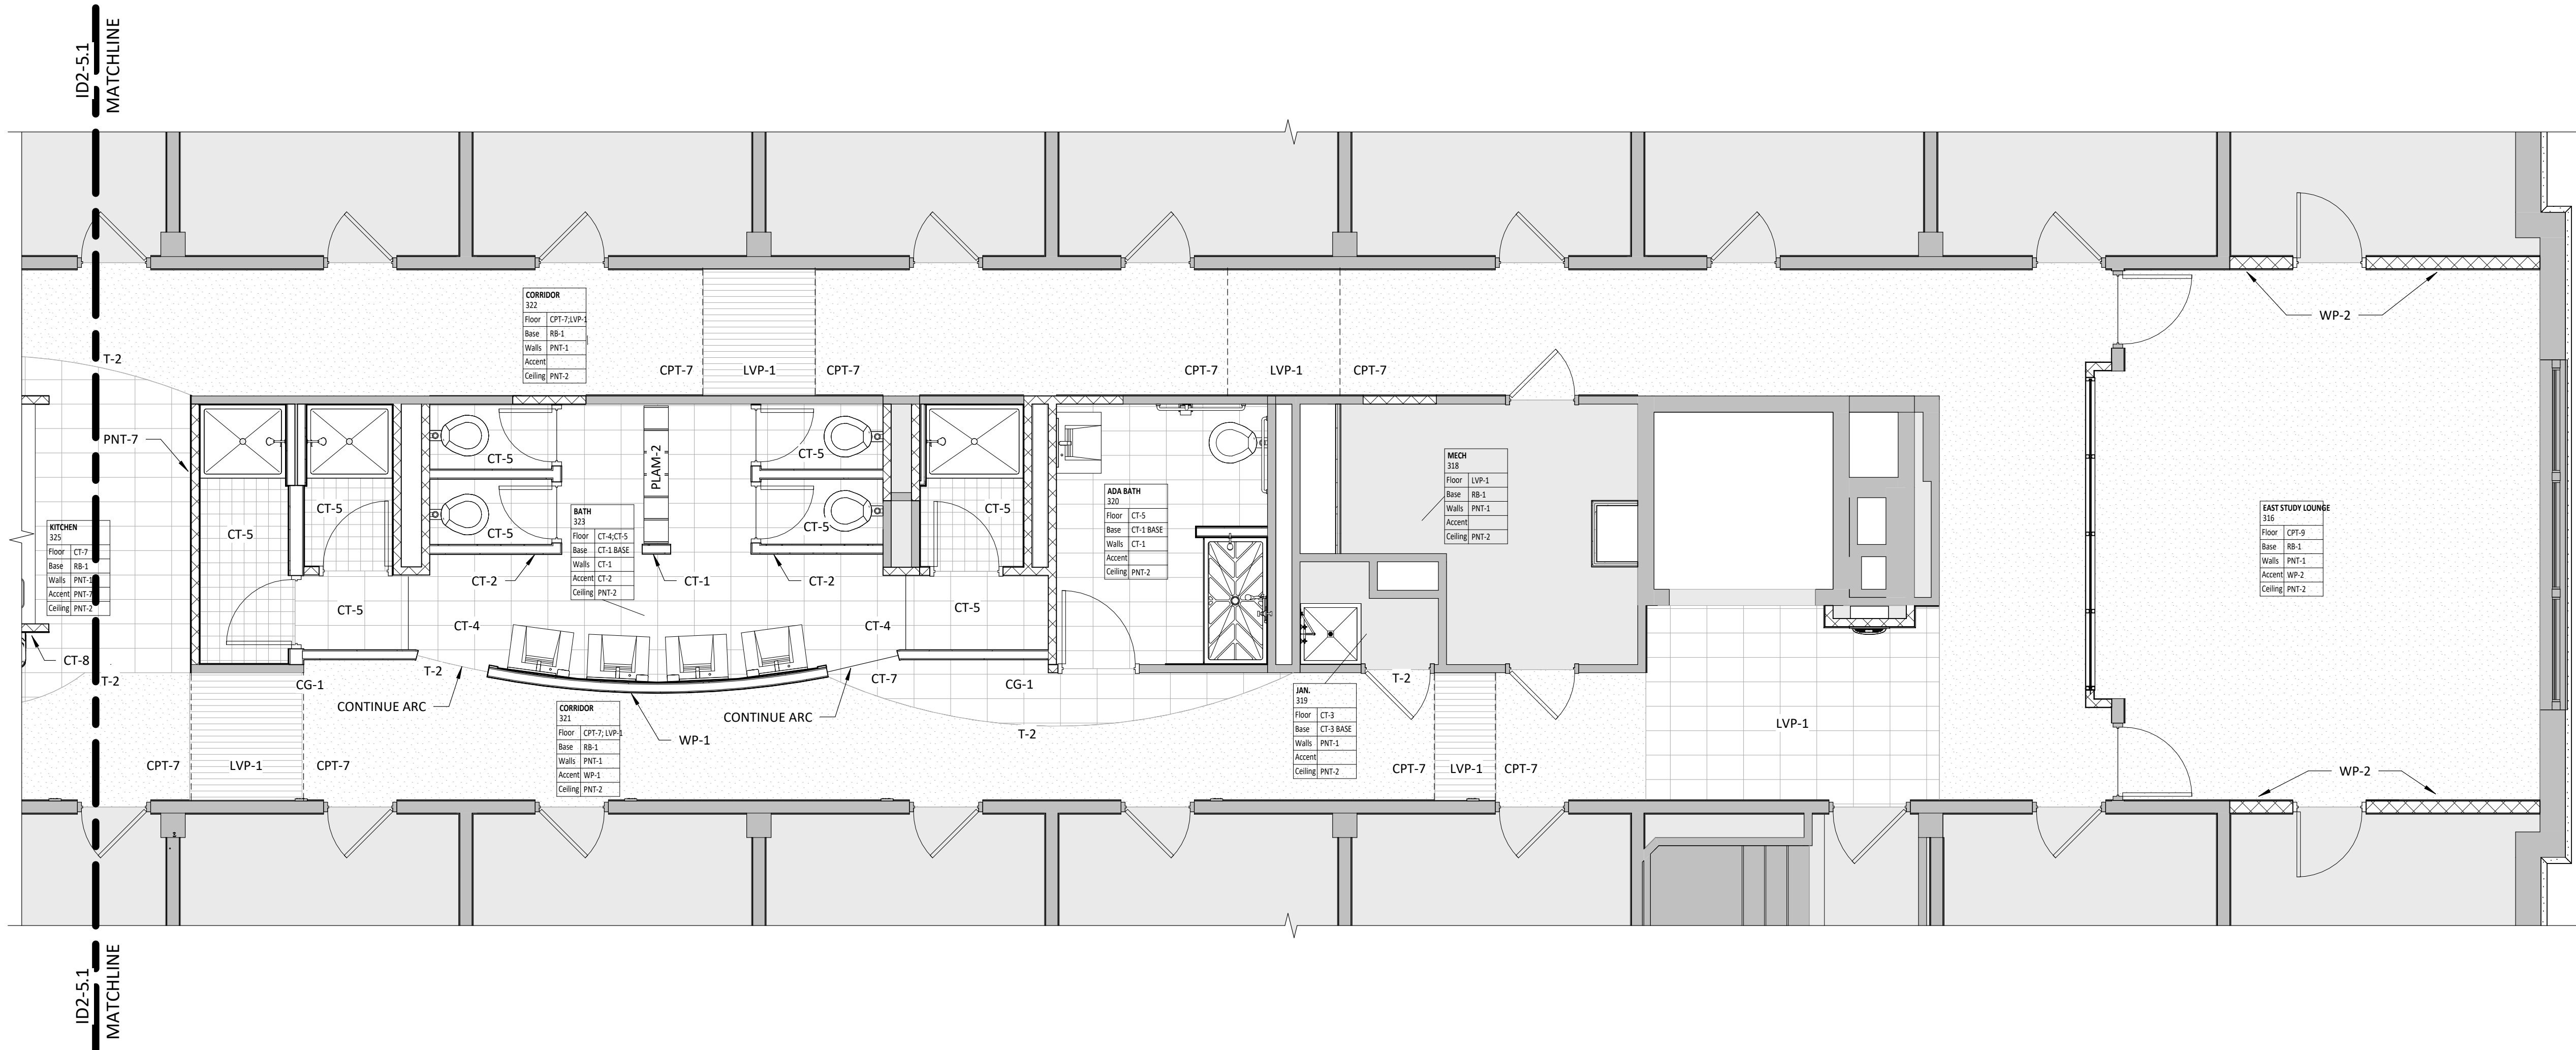 ID2-5.1
MATCHLINE
CORRIDOR
322
Floor CPT-7;LVP-1
Base RB-1
Walls PNT-1
Accent
Ceiling PNT-2
WP-2
T-2
CPT-7
LVP-1
CPT-7
CPT-7
LVP-1
CPT-7
PNT-7
CT-5
CT-5
PLAM-2
MECH
318
Floor LVP-1
Base RB-1
Walls PNT-1
Accent
Ceiling PNT-2
ADA BATH
320
Floor CT-5
Base CT-1 BASE
Walls CT-1
Accent
Ceiling PNT-2
EAST STUDY LOUNGE
316
Floor CPT-9
Base RB-1
Walls PNT-1
Accent WP-2
Ceiling PNT-2
BATH
323
Floor CT-4;CT-5
Base CT-1 BASE
Walls CT-1
Accent CT-2
Ceiling PNT-2
KITCHEN
325
Floor CT-7
Base RB-1
Walls PNT-1
Accent PNT-7
Ceiling PNT-2
CT-5
CT-5
CT-5
CT-5
CT-5
CT-2
CT-1
CT-2
CT-5
CT-5
CT-4
CT-4
CT-8
T-2
CG-1
T-2
CT-7
CG-1
T-2
CONTINUE ARC
CONTINUE ARC
JAN.
319
Floor CT-3
Base CT-3 BASE
Walls PNT-1
Accent
Ceiling PNT-2
CORRIDOR
321
Floor CPT-7; LVP-1
Base RB-1
Walls PNT-1
Accent WP-1
Ceiling PNT-2
WP-1
T-2
LVP-1
CPT-7
LVP-1
CPT-7
CPT-7
LVP-1
CPT-7
WP-2
ID2-5.1
MATCHLINE